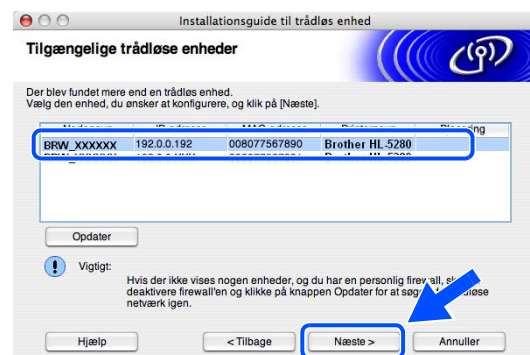 Installationsguide til trådløs enhed
Tilgængelige trådløse enheder
Der blev fundet mere end en trådløs enhed.
Vælg den enhed, du ønsker at konfigurere, og klik på [Næste].
BRW_XXXXXX 192.0.0.192 008077567890 Brother HL-5280
Opdater
Vigtigt:
Hvis der ikke vises nogen enheder, og du har en personlig firewall,
deaktivere firewall'en og klikke på knappen Opdater for at
netværk igen.
Hjælp
< Tilbage
Næste >
Annuller